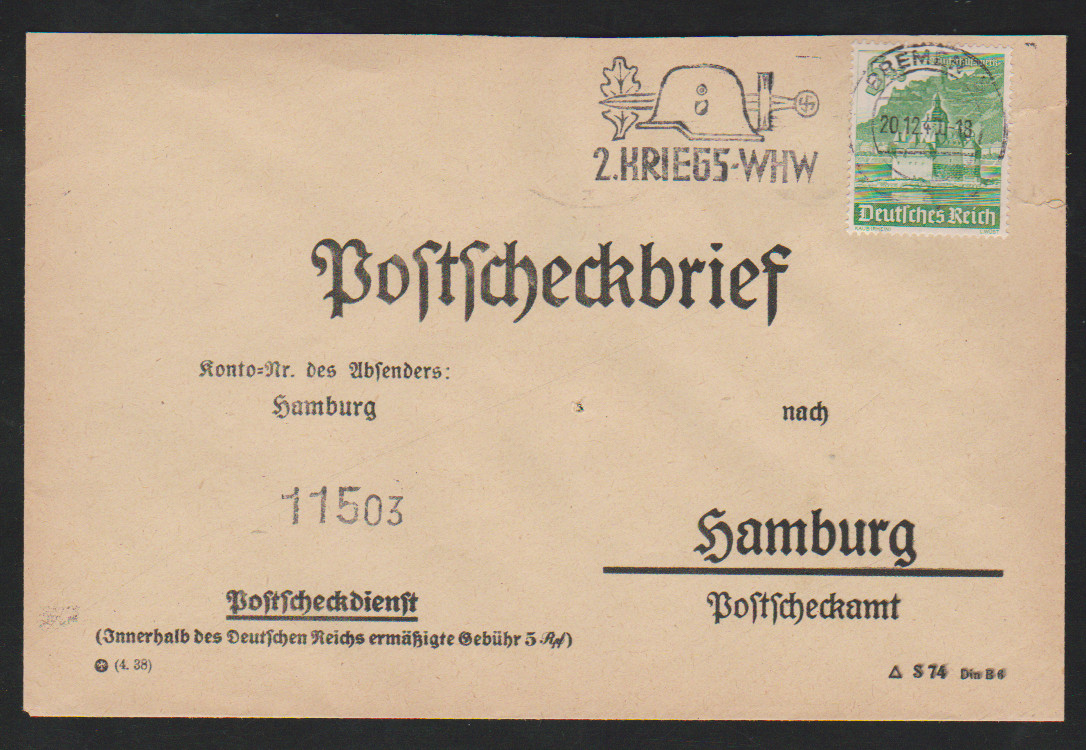 BREMEN
20.12.40.-18
2.KRIEGS-WHW
Deutsches Reich
Postscheckbrief
Konto=Nr. des Absenders:
Hamburg
nach
11503
Hamburg
Postscheckamt
Postscheckdienst
(Innerhalb des Deutschen Reichs ermäßigte Gebühr 5 Rpf)
(4. 38)
△ S 74 Din B 6